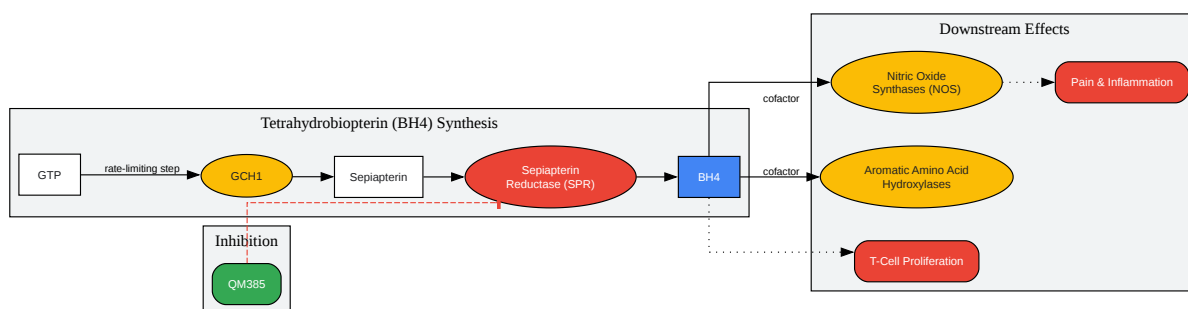 Downstream Effects
Nitric Oxide
Synthases (NOS)
Pain & Inflammation
cofactor
Tetrahydrobiopterin (BH4) Synthesis
GTP
rate-limiting step
GCH1
Sepiapterin
Sepiapterin
Reductase (SPR)
BH4
cofactor
Aromatic Amino Acid
Hydroxylases
Inhibition
QM385
T-Cell Proliferation